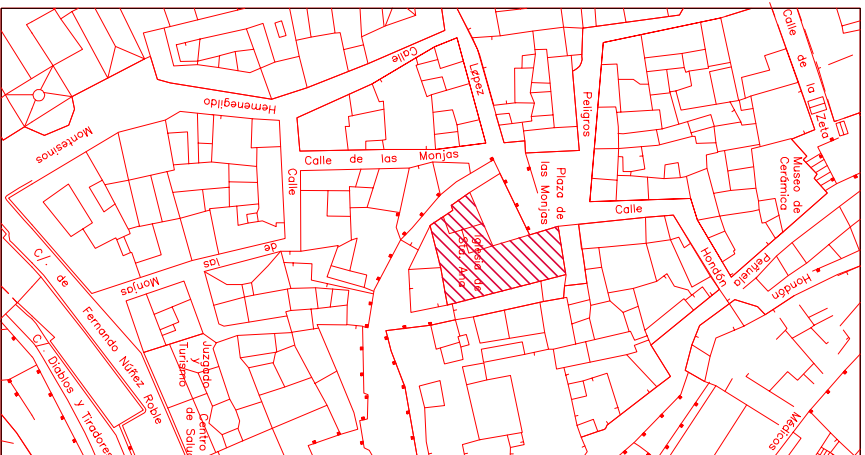 Calle
de
la
Zeta
Calle
López
Hemenegildo
Peligros
Montesinos
Calle de las Monjas
Museo de
Cerámica
Calle
Plaza de
las Monjas
Calle
Iglesia de
Sta. Ana
de
las
Monjas
Hondón
Peñuela
Hondón
C/. de Fernando Núñez Roble
C/. Diablos y Tiradores
Juzgado
y
Turismo
Centro
de Salu
Médicos